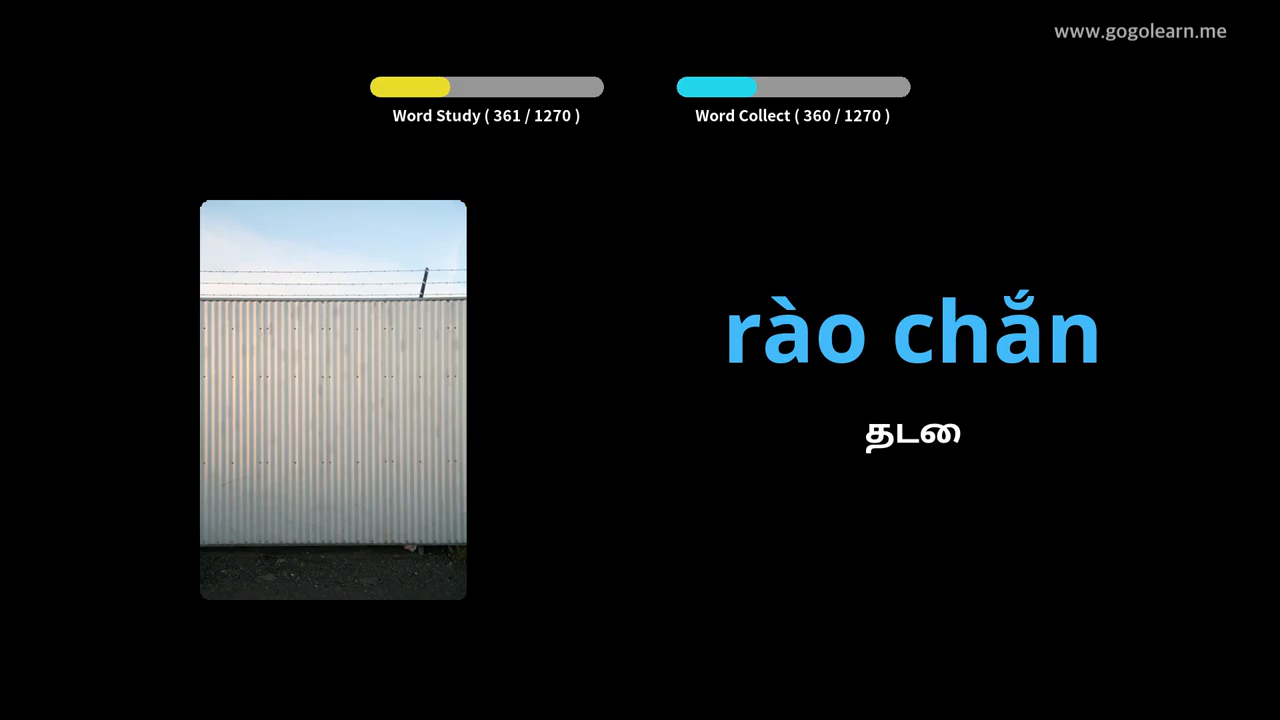 www.gogolearn.me
Word Study ( 361 / 1270 )
Word Collect ( 360 / 1270 )
rào chắn
தடை